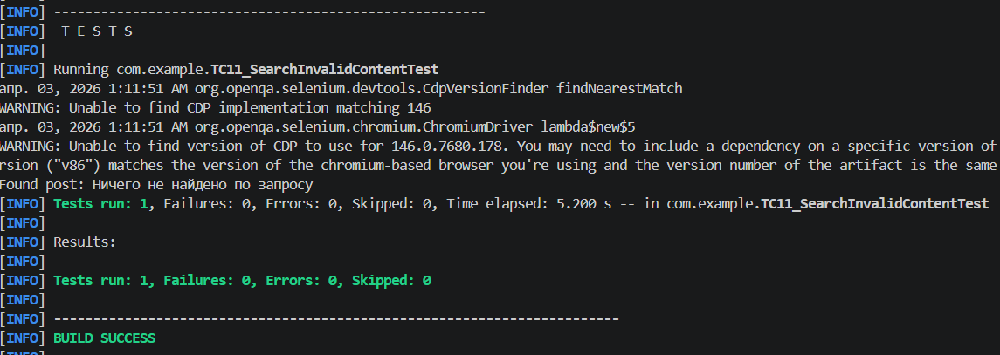 [INFO] -------------------------------------------------------
[INFO]  T E S T S
[INFO] -------------------------------------------------------
[INFO] Running com.example.TC11_SearchInvalidContentTest
апр. 03, 2026 1:11:51 AM org.openqa.selenium.devtools.CdpVersionFinder findNearestMatch
WARNING: Unable to find CDP implementation matching 146
апр. 03, 2026 1:11:51 AM org.openqa.selenium.chromium.ChromiumDriver lambda$new$5
WARNING: Unable to find version of CDP to use for 146.0.7680.178. You may need to include a dependency on a specific version of
rsion ("v86") matches the version of the chromium-based browser you're using and the version number of the artifact is the same
Found post: Ничего не найдено по запросу
[INFO] Tests run: 1, Failures: 0, Errors: 0, Skipped: 0, Time elapsed: 5.200 s -- in com.example.TC11_SearchInvalidContentTest
[INFO]
[INFO] Results:
[INFO]
[INFO] Tests run: 1, Failures: 0, Errors: 0, Skipped: 0
[INFO]
[INFO] ------------------------------------------------------------------------
[INFO] BUILD SUCCESS